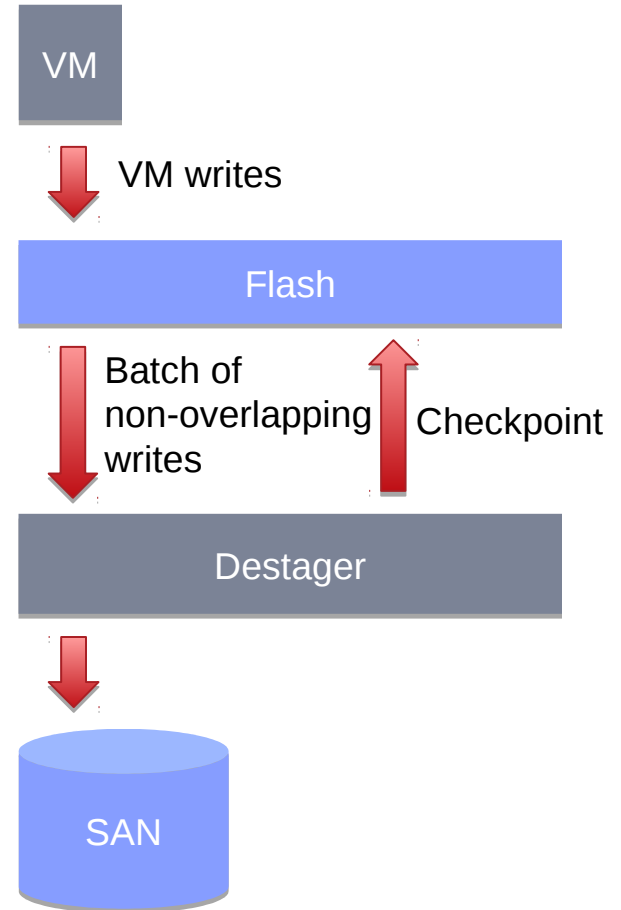 VM
VM writes
Flash
Batch of
non-overlapping
writes
Checkpoint
Destager
SAN